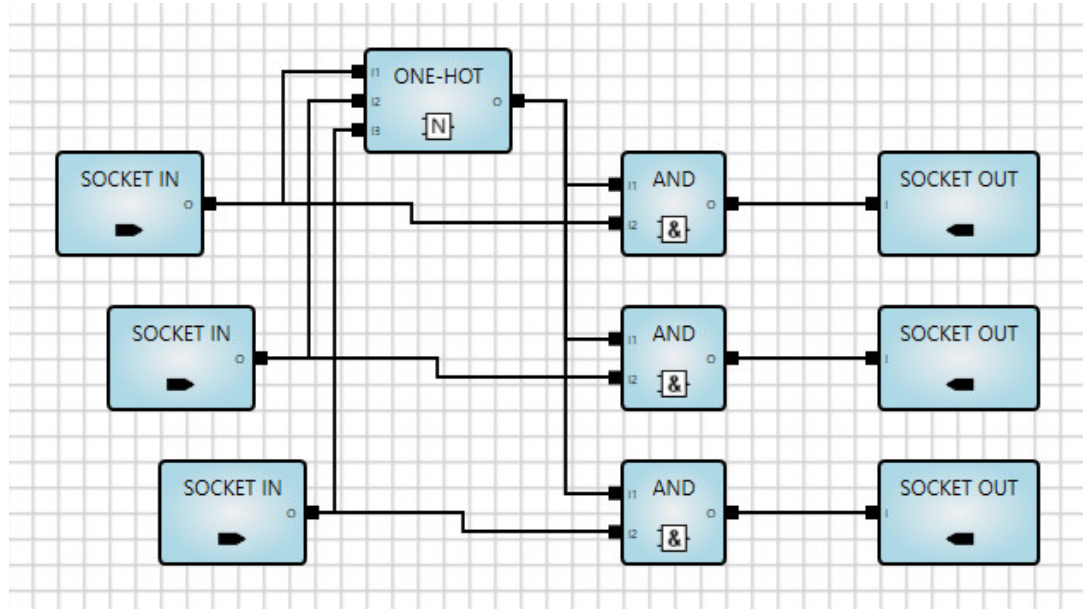 I1 ONE-HOT
I2 O
I3 N
SOCKET IN
O
I1 AND
I2 O
&
SOCKET OUT
I
SOCKET IN
O
I1 AND
I2 O
&
SOCKET OUT
I
SOCKET IN
O
I1 AND
I2 O
&
SOCKET OUT
I